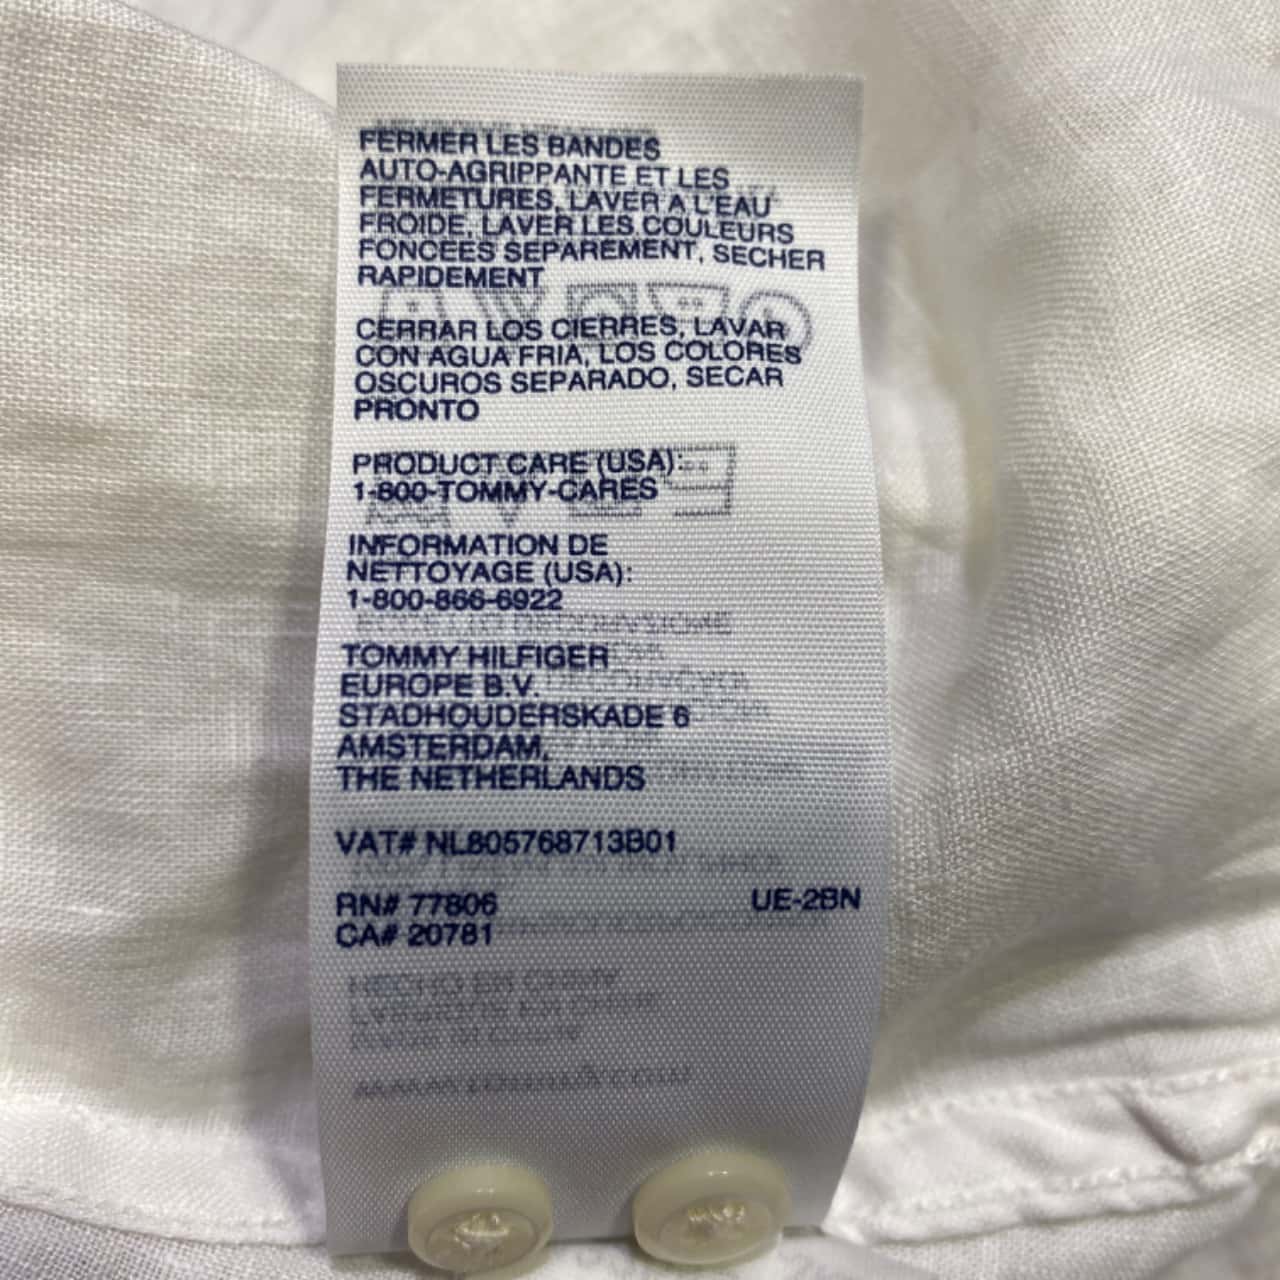 FERMER LES BANDES
AUTO-AGRIPPANTE ET LES
FERMETURES, LAVER A L'EAU
FROIDE, LAVER LES COULEURS
FONCEES SEPAREMENT, SECHER
RAPIDEMENT
CERRAR LOS CIERRES, LAVAR
CON AGUA FRIA, LOS COLORES
OSCUROS SEPARADO, SECAR
PRONTO
PRODUCT CARE (USA):
1-800-TOMMY-CARES
INFORMATION DE
NETTOYAGE (USA):
1-800-866-6922
TOMMY HILFIGER
EUROPE B.V.
STADHOUDERSKADE 6
AMSTERDAM,
THE NETHERLANDS
VAT# NL805768713B01
RN# 77806 UE-2BN
CA# 20781